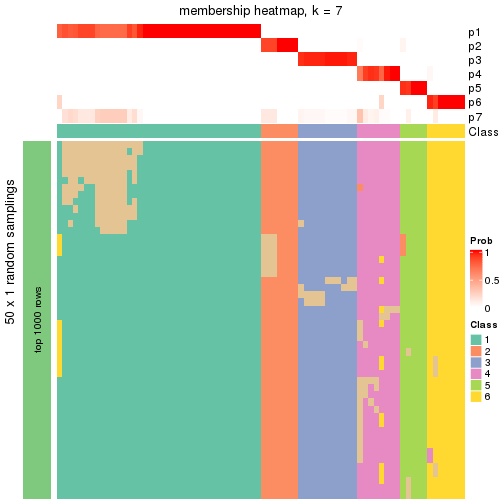 membership heatmap, k = 7
p1
p2
p3
p4
p5
p6
p7
Class
50 x 1 random samplings
top 1000 rows
Prob
1
0.5
0
Class
1
2
3
4
5
6